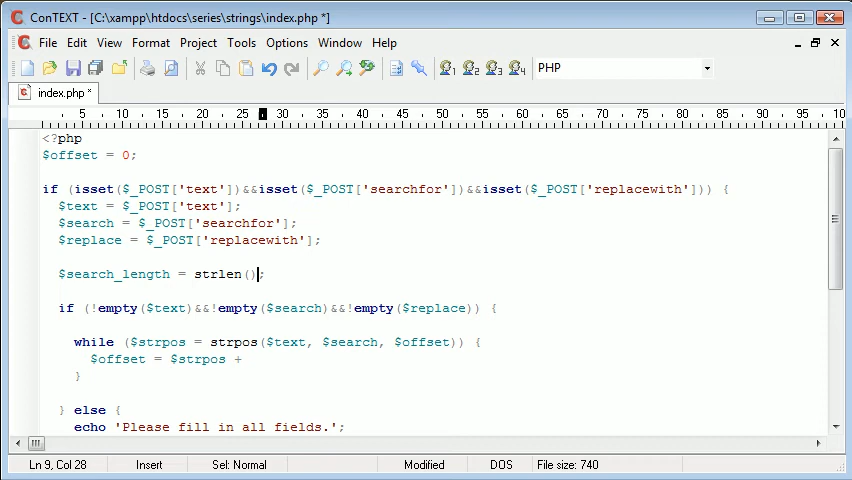 ConTEXT - [C:\xampp\htdocs\series\strings\index.php *]
File Edit View Format Project Tools Options Window Help
1 2 3 4 PHP
index.php *
5 10 15 20 25 30 35 40 45 50 55 60 65 70 75 80 85 90 95 10
<?php
$offset = 0;
if (isset($_POST['text'])&&isset($_POST['searchfor'])&&isset($_POST['replacewith'])) {
$text = $_POST['text'];
$search = $_POST['searchfor'];
$replace = $_POST['replacewith'];
$search_length = strlen();
if (!empty($text)&&!empty($search)&&!empty($replace)) {
while ($strpos = strpos($text, $search, $offset)) {
$offset = $strpos +
}
} else {
echo 'Please fill in all fields.';
Ln 9, Col 28 Insert Sel: Normal Modified DOS File size: 740